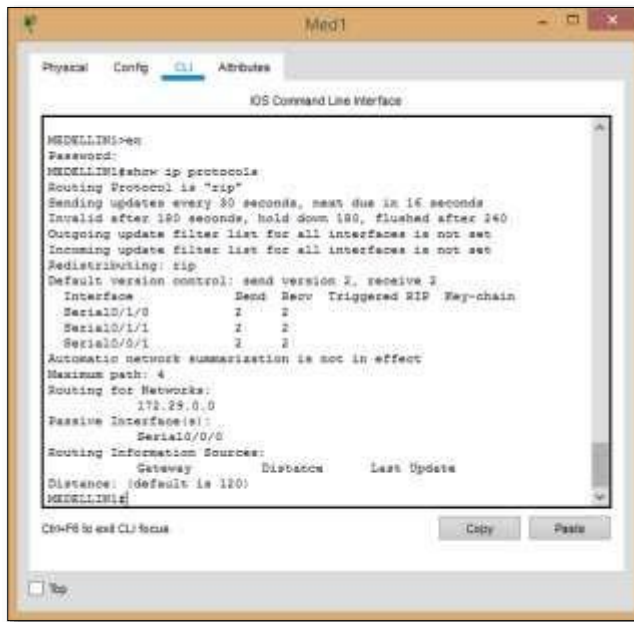 Med1
Physical Config CLI Attributes
IOS Command Line Interface
MEDELLIN1>en
Password:
MEDELLIN1#show ip protocols
Routing Protocol is "rip"
Sending updates every 30 seconds, next due in 16 seconds
Invalid after 180 seconds, hold down 180, flushed after 240
Outgoing update filter list for all interfaces is not set
Incoming update filter list for all interfaces is not set
Redistributing: rip
Default version control: send version 2, receive 2
Interface Send Recv Triggered RIP Key-chain
Serial0/1/0 2 2
Serial0/1/1 2 2
Serial0/0/1 2 2
Automatic network summarization is not in effect
Maximum path: 4
Routing for Networks:
172.29.0.0
Passive Interface(s):
Serial0/0/0
Routing Information Sources:
Gateway Distance Last Update
Distance: (default is 120)
MEDELLIN1#
Ctrl+F6 to exit CLI focus
Copy Paste
Top